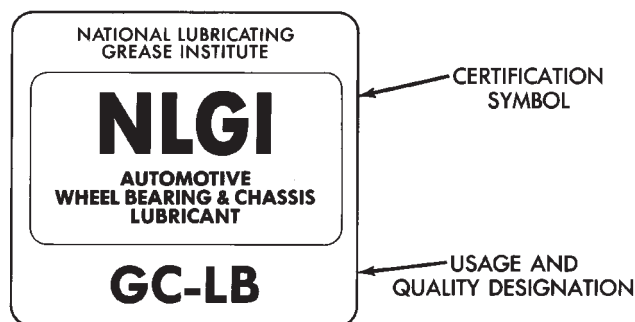 NATIONAL LUBRICATING
GREASE INSTITUTE
NLGI
AUTOMOTIVE
WHEEL BEARING & CHASSIS
LUBRICANT
GC-LB
CERTIFICATION
SYMBOL
USAGE AND
QUALITY DESIGNATION